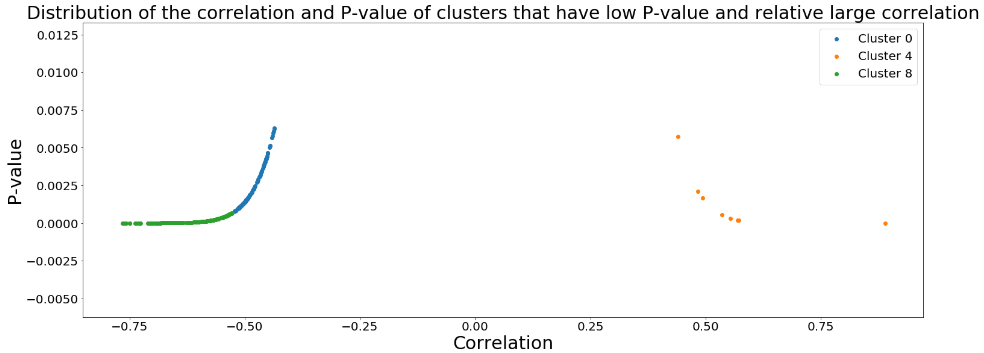 Distribution of the correlation and P-value of clusters that have low P-value and relative large correlation
Cluster 0
Cluster 4
Cluster 8
P-value
0.0125
0.0100
0.0075
0.0050
0.0025
0.0000
−0.0025
−0.0050
−0.75
−0.50
−0.25
0.00
0.25
0.50
0.75
Correlation